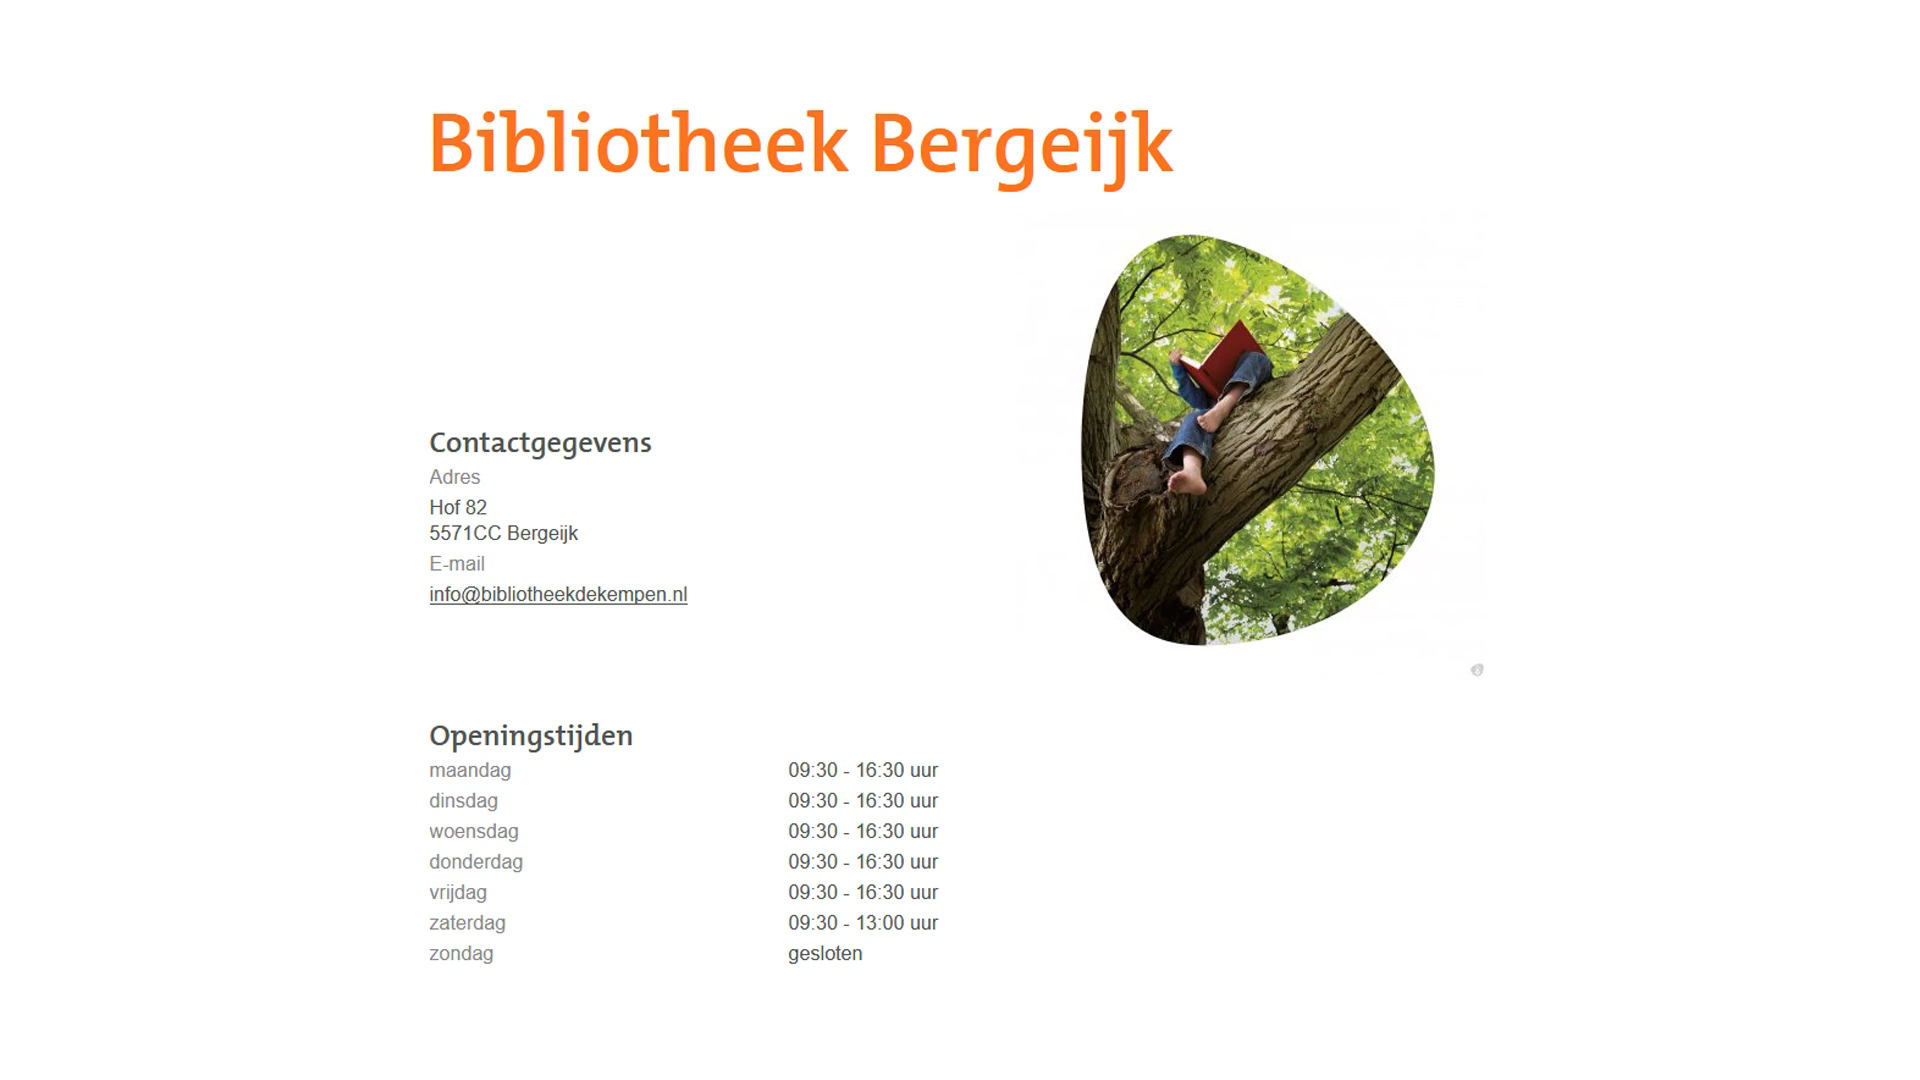 Bibliotheek Bergeijk
Contactgegevens
Adres
Hof 82
5571CC Bergeijk
E-mail
info@bibliotheekdekempen.nl
Openingstijden
maandag 09:30 - 16:30 uur
dinsdag 09:30 - 16:30 uur
woensdag 09:30 - 16:30 uur
donderdag 09:30 - 16:30 uur
vrijdag 09:30 - 16:30 uur
zaterdag 09:30 - 13:00 uur
zondag gesloten